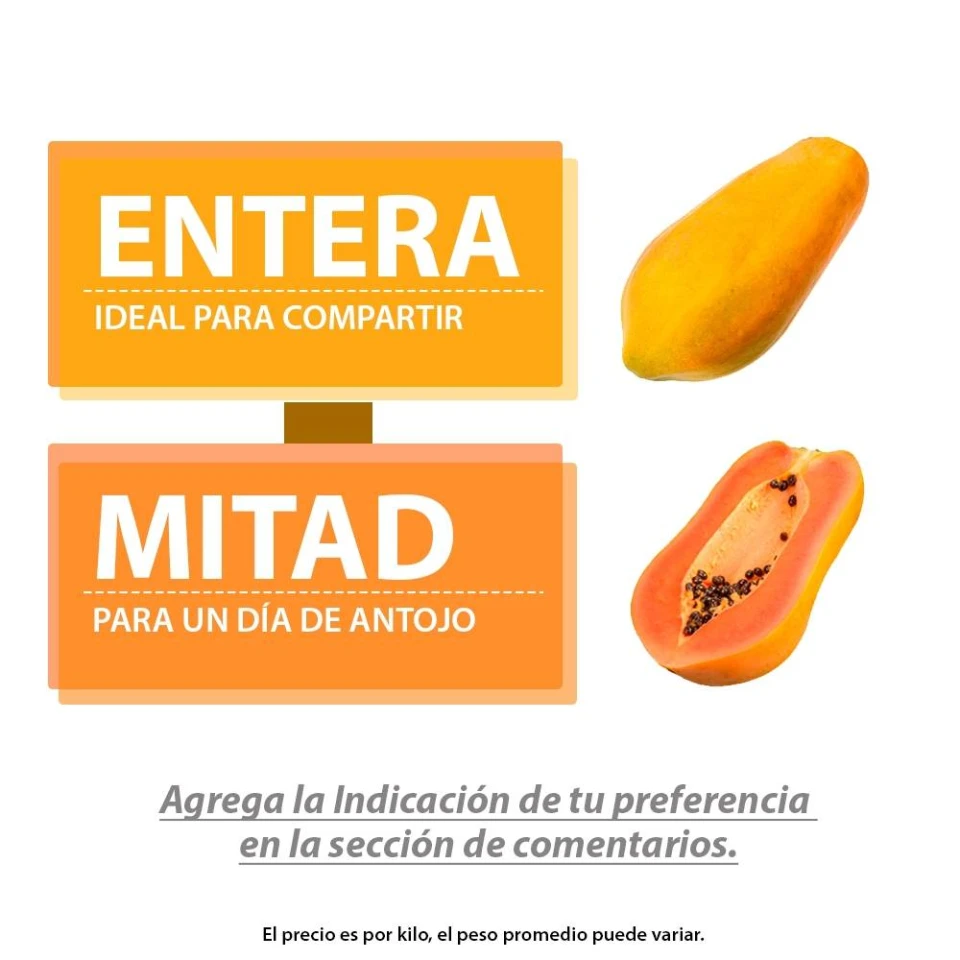 ENTERA
IDEAL PARA COMPARTIR
MITAD
PARA UN DÍA DE ANTOJO
Agrega la Indicación de tu preferencia
en la sección de comentarios.
El precio es por kilo, el peso promedio puede variar.